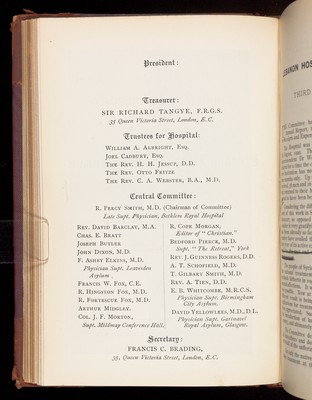 President:
Treasurer:
SIR RICHARD TANGYE, F.R.G.S.
35 Queen Victoria Street, London, E.C.
Trustees for Hospital:
WILLIAM A. ALBRIGHT, ESQ.
JOEL CADBURY, ESQ.
THE REV. H. H. JESSUP, D.D.
THE REV. OTTO FRITZE
THE REV. C. A. WEBSTER, B.A., M.D.
Central Committee:
R. PERCY SMITH, M.D. (Chairman of Committee)
Late Supt. Physician, Bethlem Royal Hospital
REV. DAVID BARCLAY, M.A.
CHAS. E. BRATT
JOSEPH BUTLER
JOHN DIXON, M.D.
F. ASHBY ELKINS, M.D.
Physician Supt. Leavesden
Asylum
FRANCIS W. FOX, C.E.
R. HINGSTON FOX, M.D.
R. FORTESCUE FOX, M.D.
ARTHUR MIDGLEY.
COL. J. F. MORTON,
Supt. Mildmay Conference Hall.
R. COPE MORGAN,
Editor of "Christian."
BEDFORD PIERCE, M.D.
Supt. "The Retreat," York
REV. J. GUINNESS ROGERS, D.D.
A. T. SCHOFIELD, M.D.
T. GILBART SMITH, M.D.
REV. A. TIEN, D.D.
E. B. WHITCOMBE, M.R.C.S.
Physician Supt. Birmingham
City Asylum.
DAVID YELLOWLEES, M.D., D.L.
Physician Supt. Gartnavel
Royal Asylum, Glasgow.
Secretary:
FRANCIS C. BRADING,
35, Queen Victoria Street, London, E.C.
LEBANON HOS
THIRD